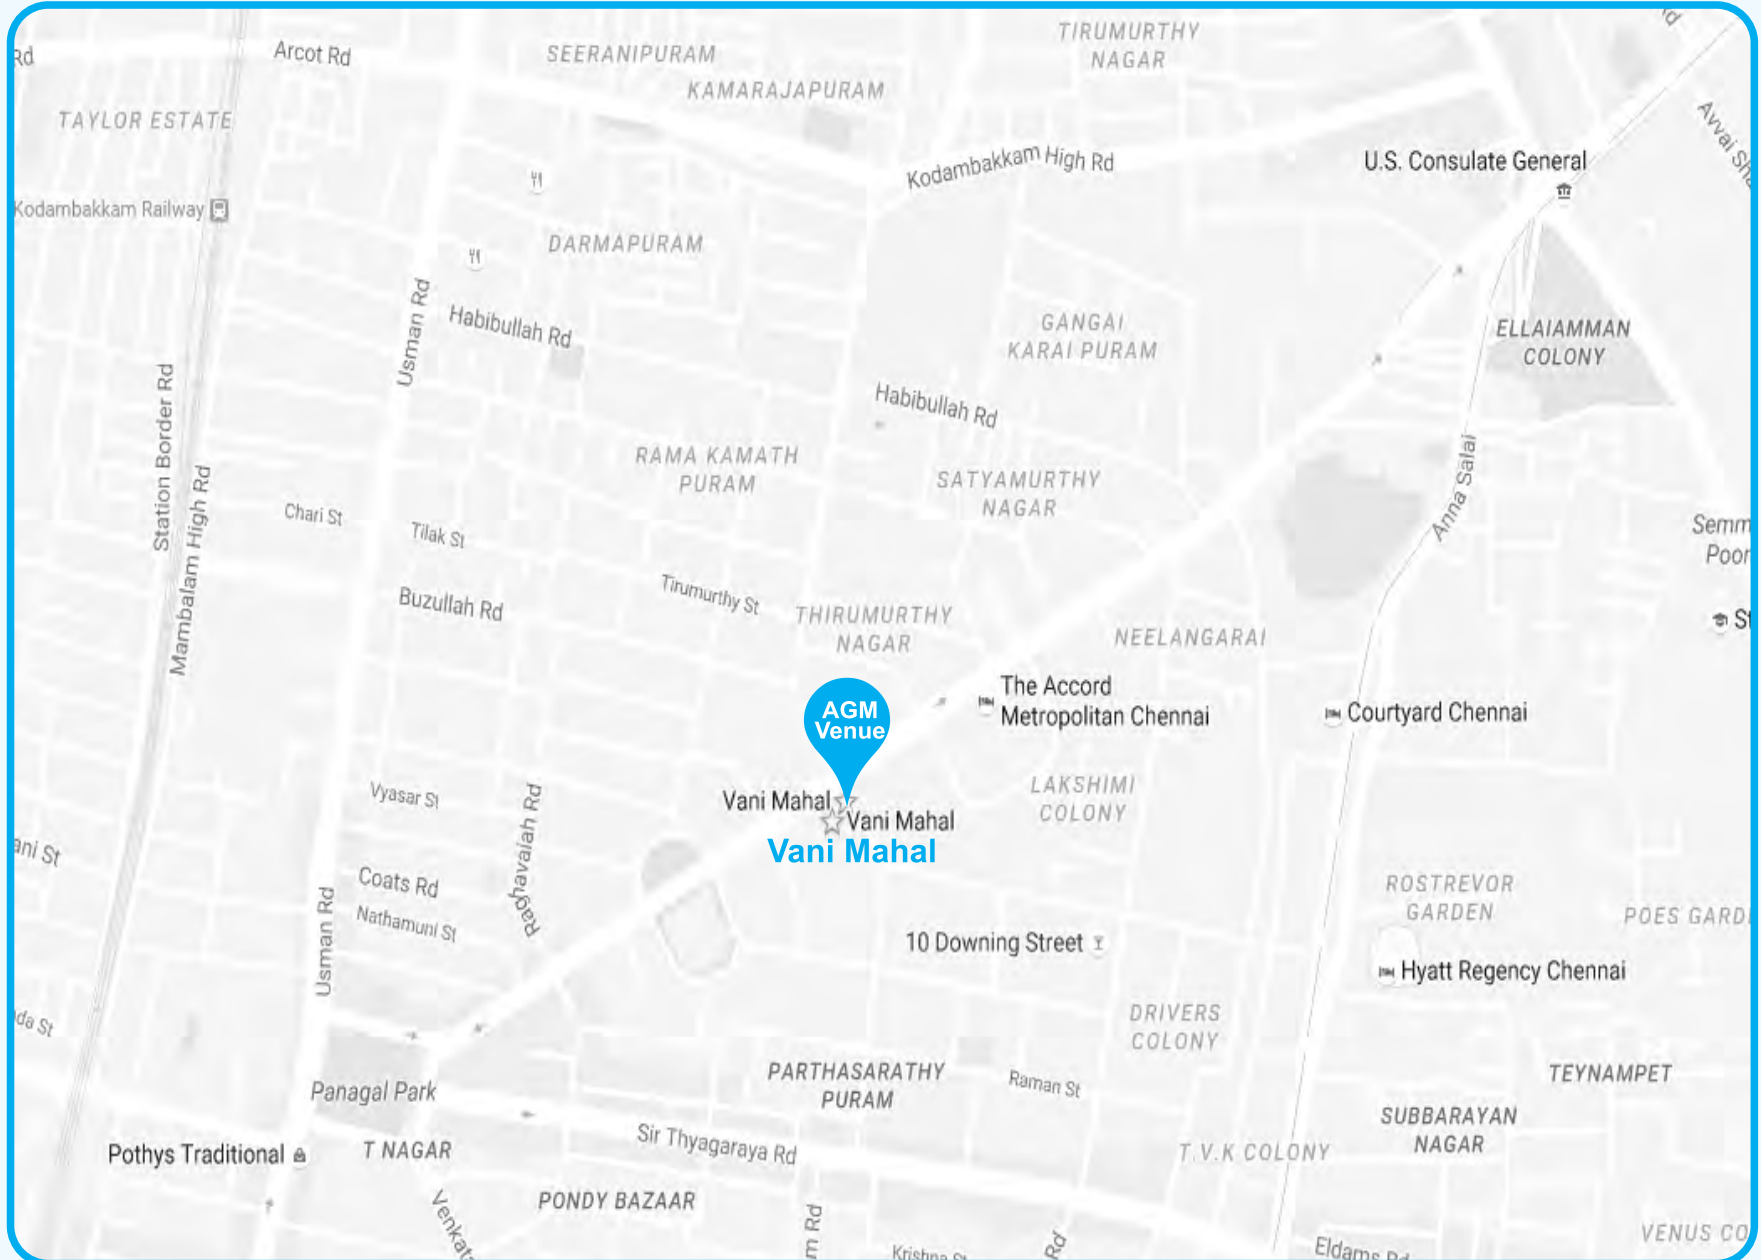 Rd
Arcot Rd
SEERANIPURAM
KAMARAJAPURAM
TIRUMURTHY
NAGAR
TAYLOR ESTATE
Kodambakkam Railway
Kodambakkam High Rd
U.S. Consulate General
DARMAPURAM
Usman Rd
Habibullah Rd
GANGAI
KARAI PURAM
ELLAIAMMAN
COLONY
Habibullah Rd
Station Border Rd
Mambalam High Rd
RAMA KAMATH
PURAM
SATYAMURTHY
NAGAR
Anna Salai
Chari St
Tilak St
Semm
Poor
Buzullah Rd
Tirumurthy St
THIRUMURTHY
NAGAR
NEELANGARAI
St
The Accord
Metropolitan Chennai
Courtyard Chennai
AGM
Venue
Vyasar St
Raghavaiah Rd
Vani Mahal
Vani Mahal
Vani Mahal
LAKSHIMI
COLONY
ani St
Coats Rd
Nathamuni St
Usman Rd
ROSTREVOR
GARDEN
POES GARD
10 Downing Street
Hyatt Regency Chennai
da St
DRIVERS
COLONY
Panagal Park
PARTHASARATHY
PURAM
Raman St
TEYNAMPET
SUBBARAYAN
NAGAR
Pothys Traditional
T NAGAR
Sir Thyagaraya Rd
T.V.K COLONY
PONDY BAZAAR
m Rd
Rd
Eldams Rd
VENUS CO